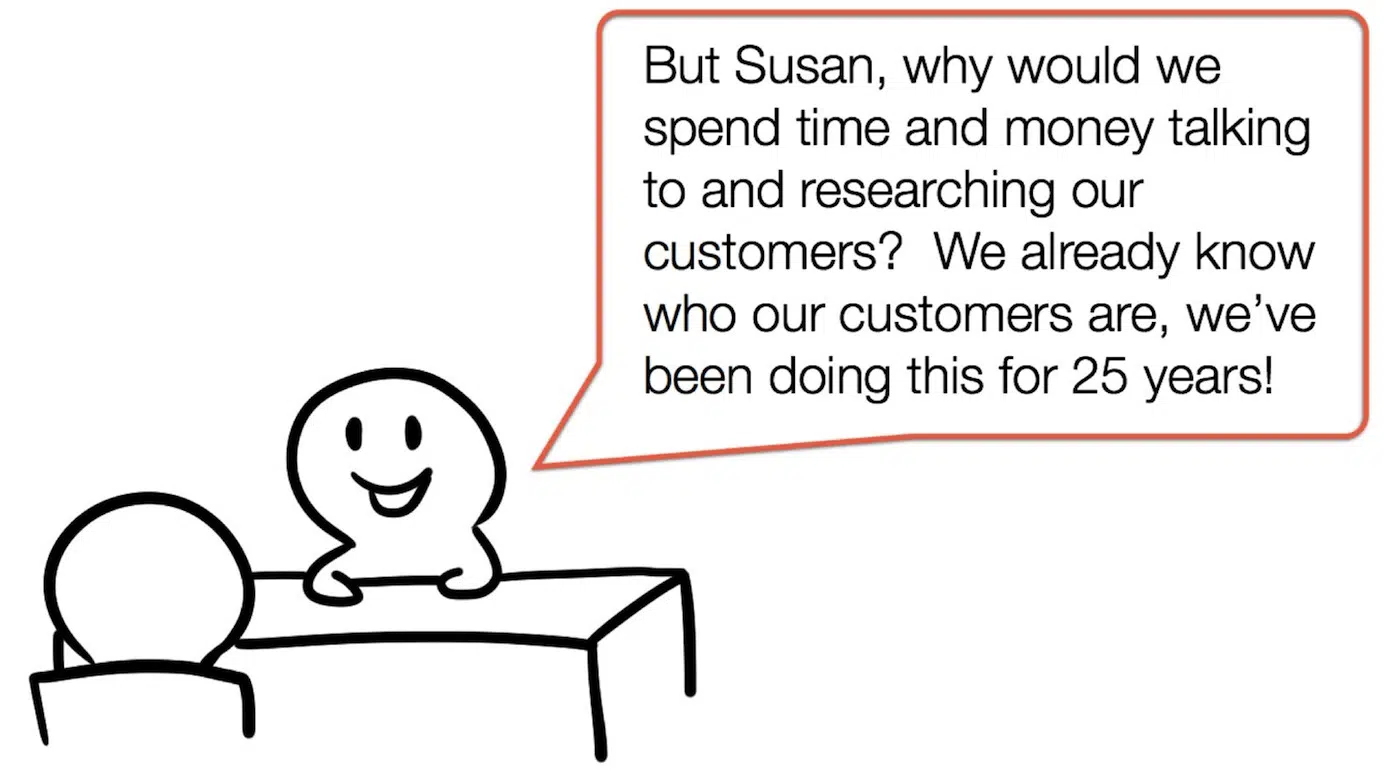 But Susan, why would we
spend time and money talking
to and researching our
customers?  We already know
who our customers are, we’ve
been doing this for 25 years!